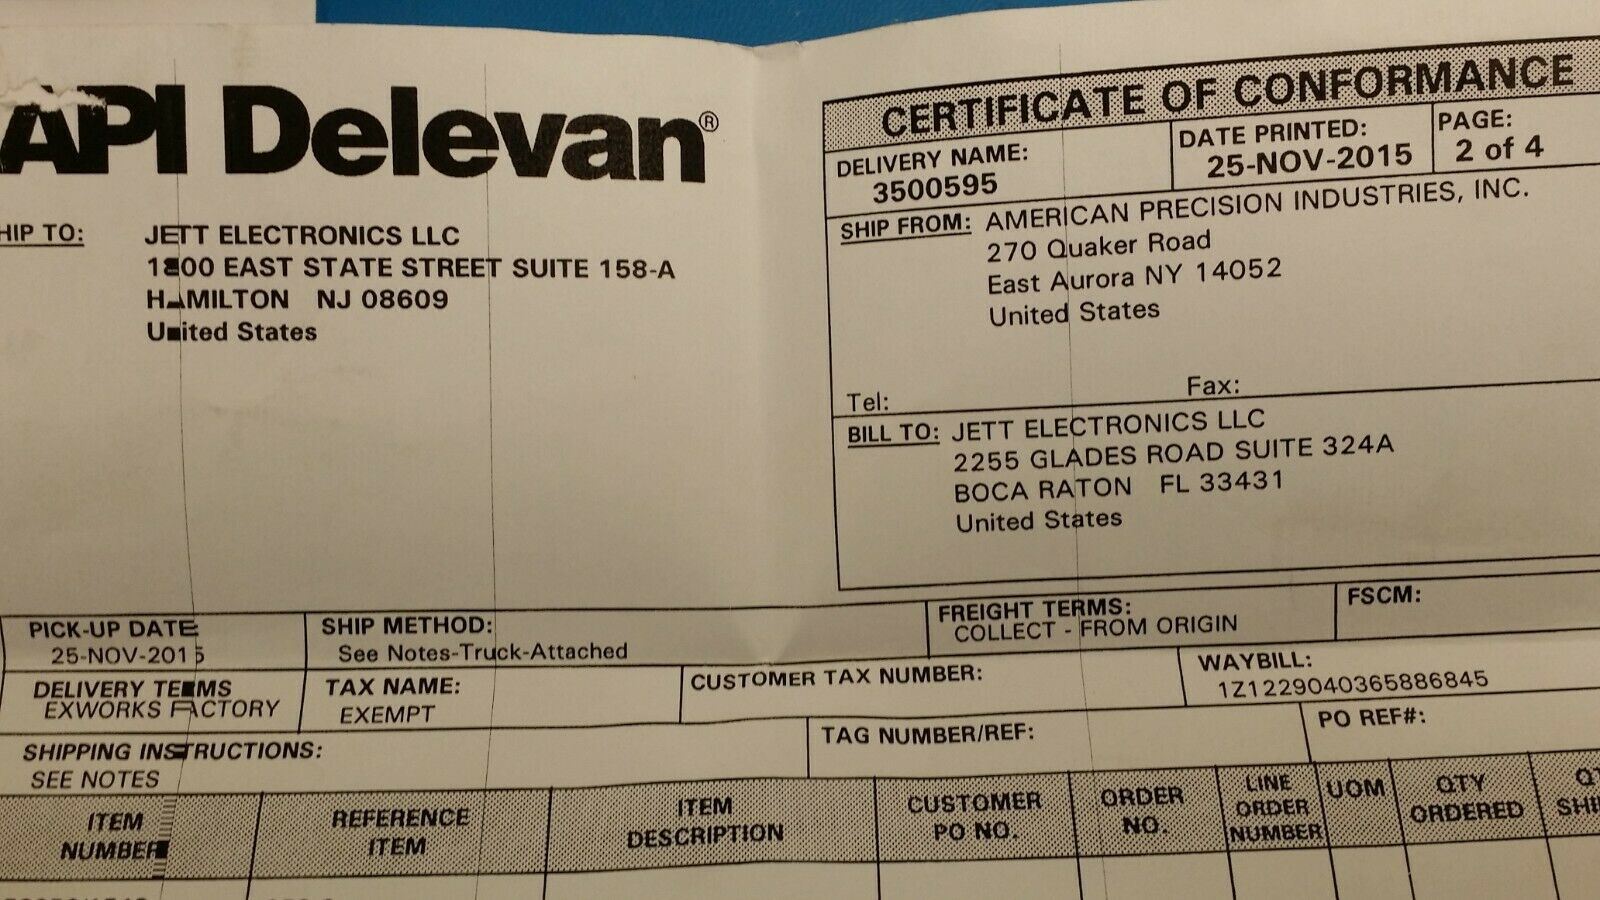 API Delevan®
CERTIFICATE OF CONFORMANCE
DELIVERY NAME:
3500595
DATE PRINTED:
25-NOV-2015
PAGE:
2 of 4
HIP TO: JETT ELECTRONICS LLC
1800 EAST STATE STREET SUITE 158-A
HAMILTON NJ 08609
United States
SHIP FROM: AMERICAN PRECISION INDUSTRIES, INC.
270 Quaker Road
East Aurora NY 14052
United States
Tel: Fax:
BILL TO: JETT ELECTRONICS LLC
2255 GLADES ROAD SUITE 324A
BOCA RATON FL 33431
United States
PICK-UP DATE
25-NOV-2015
SHIP METHOD:
See Notes-Truck-Attached
FREIGHT TERMS:
COLLECT - FROM ORIGIN
FSCM:
DELIVERY TERMS
EXWORKS FACTORY
TAX NAME:
EXEMPT
CUSTOMER TAX NUMBER:
WAYBILL:
1Z1229040365886845
SHIPPING INSTRUCTIONS:
SEE NOTES
TAG NUMBER/REF:
PO REF#:
ITEM
NUMBER
REFERENCE
ITEM
ITEM
DESCRIPTION
CUSTOMER
PO NO.
ORDER
NO.
LINE
ORDER
NUMBER
UOM
QTY
ORDERED
QT
SHI